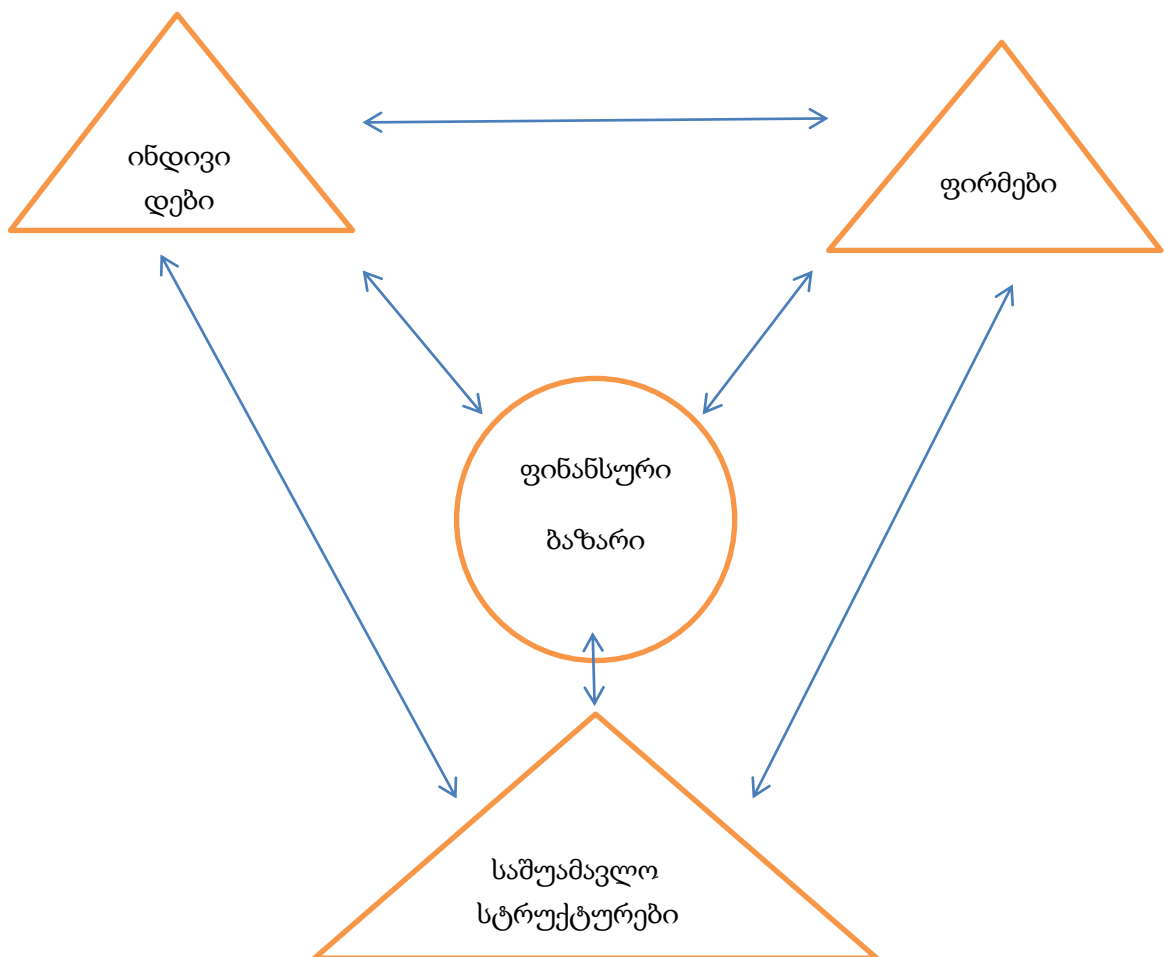 ინდივი
დები
ფირმები
ფინანსური
ბაზარი
საშუამავლო
სტრუქტურები